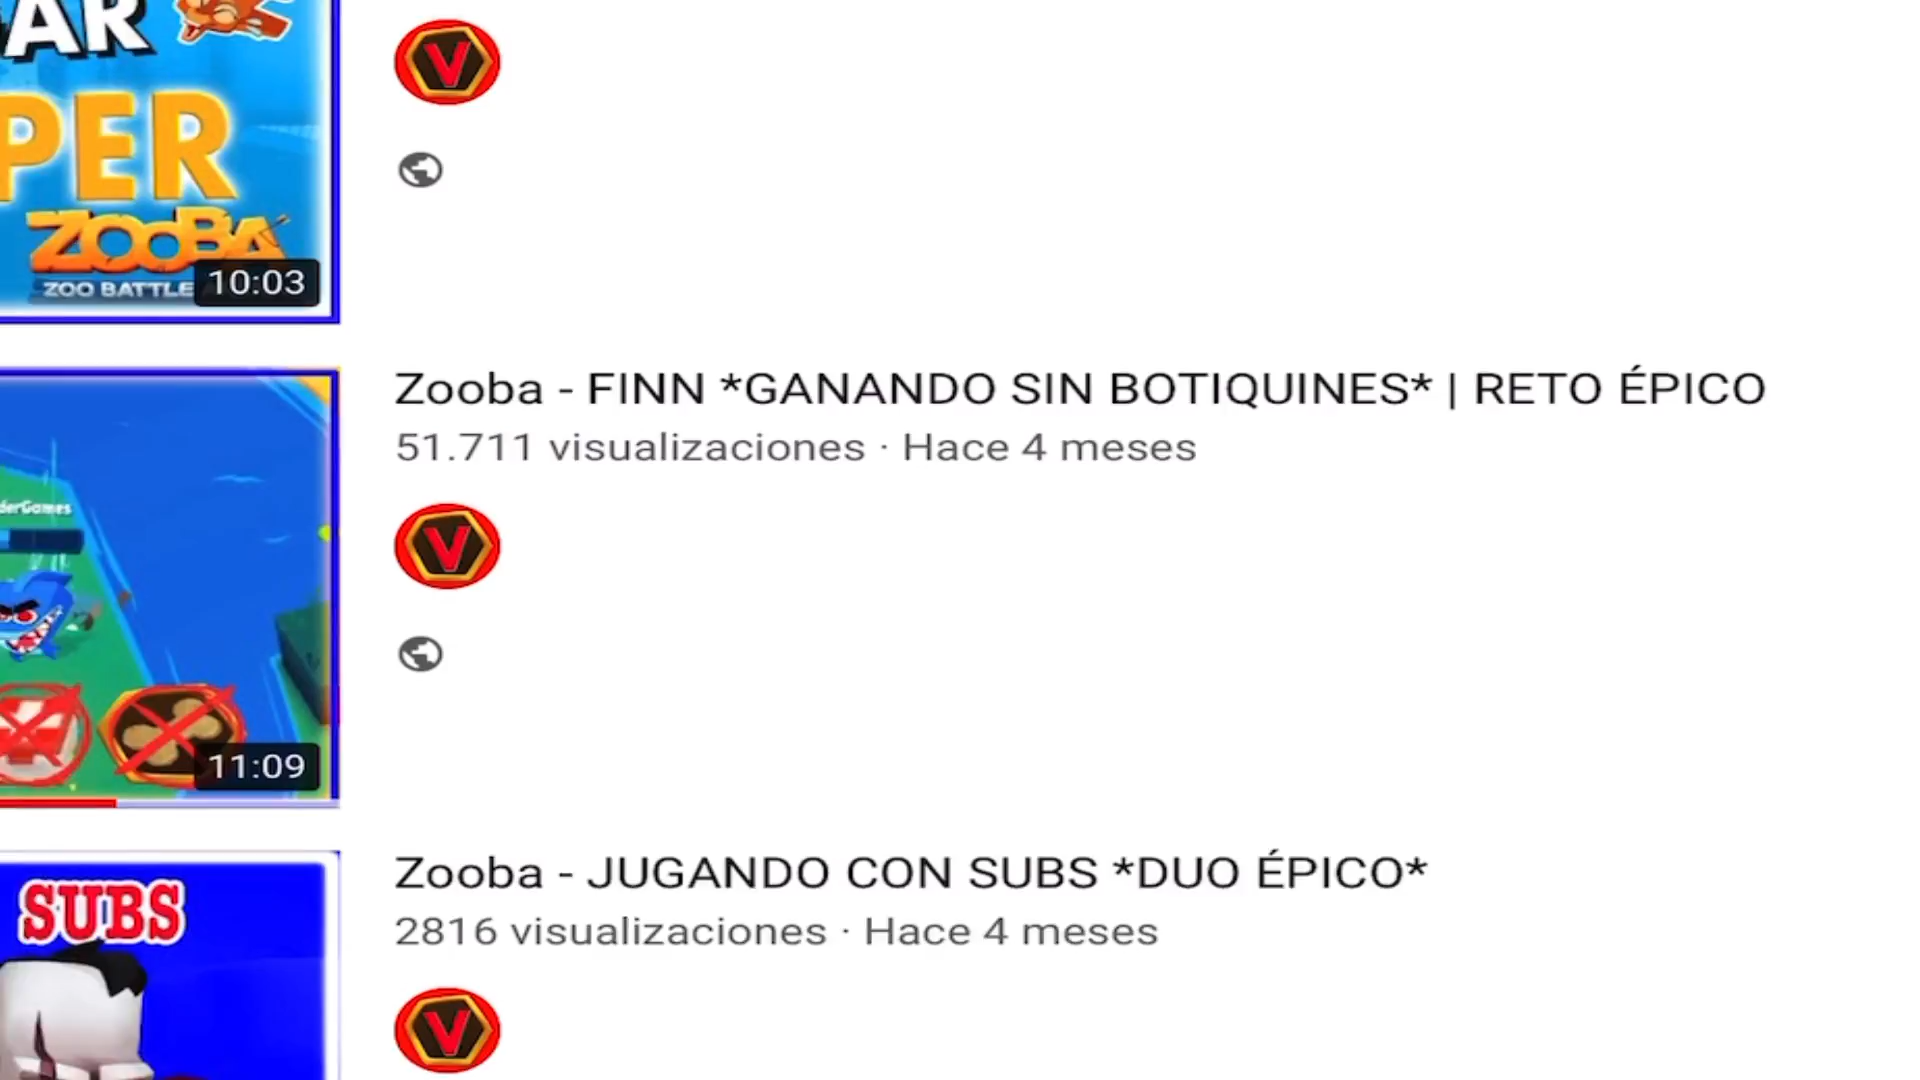 AR
PER
ZOOBA
ZOO BATTLE
10:03
Zooba - FINN *GANANDO SIN BOTIQUINES* | RETO ÉPICO
51.711 visualizaciones · Hace 4 meses
V
derGames
11:09
Zooba - JUGANDO CON SUBS *DUO ÉPICO*
2816 visualizaciones · Hace 4 meses
SUBS
V
V